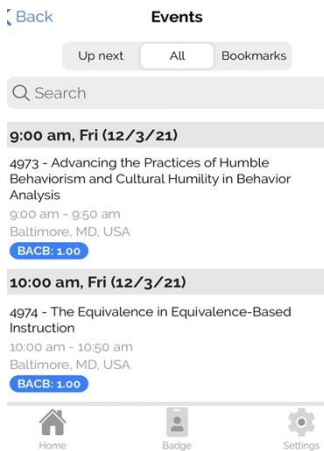 Back
Events
Up next
All
Bookmarks
Search
9:00 am, Fri (12/3/21)
4973 - Advancing the Practices of Humble
Behaviorism and Cultural Humility in Behavior
Analysis
9:00 am - 9:50 am
Baltimore, MD, USA
BACB: 1.00
10:00 am, Fri (12/3/21)
4974 - The Equivalence in Equivalence-Based
Instruction
10:00 am - 10:50 am
Baltimore, MD, USA
BACB: 1.00
Home
Badge
Settings